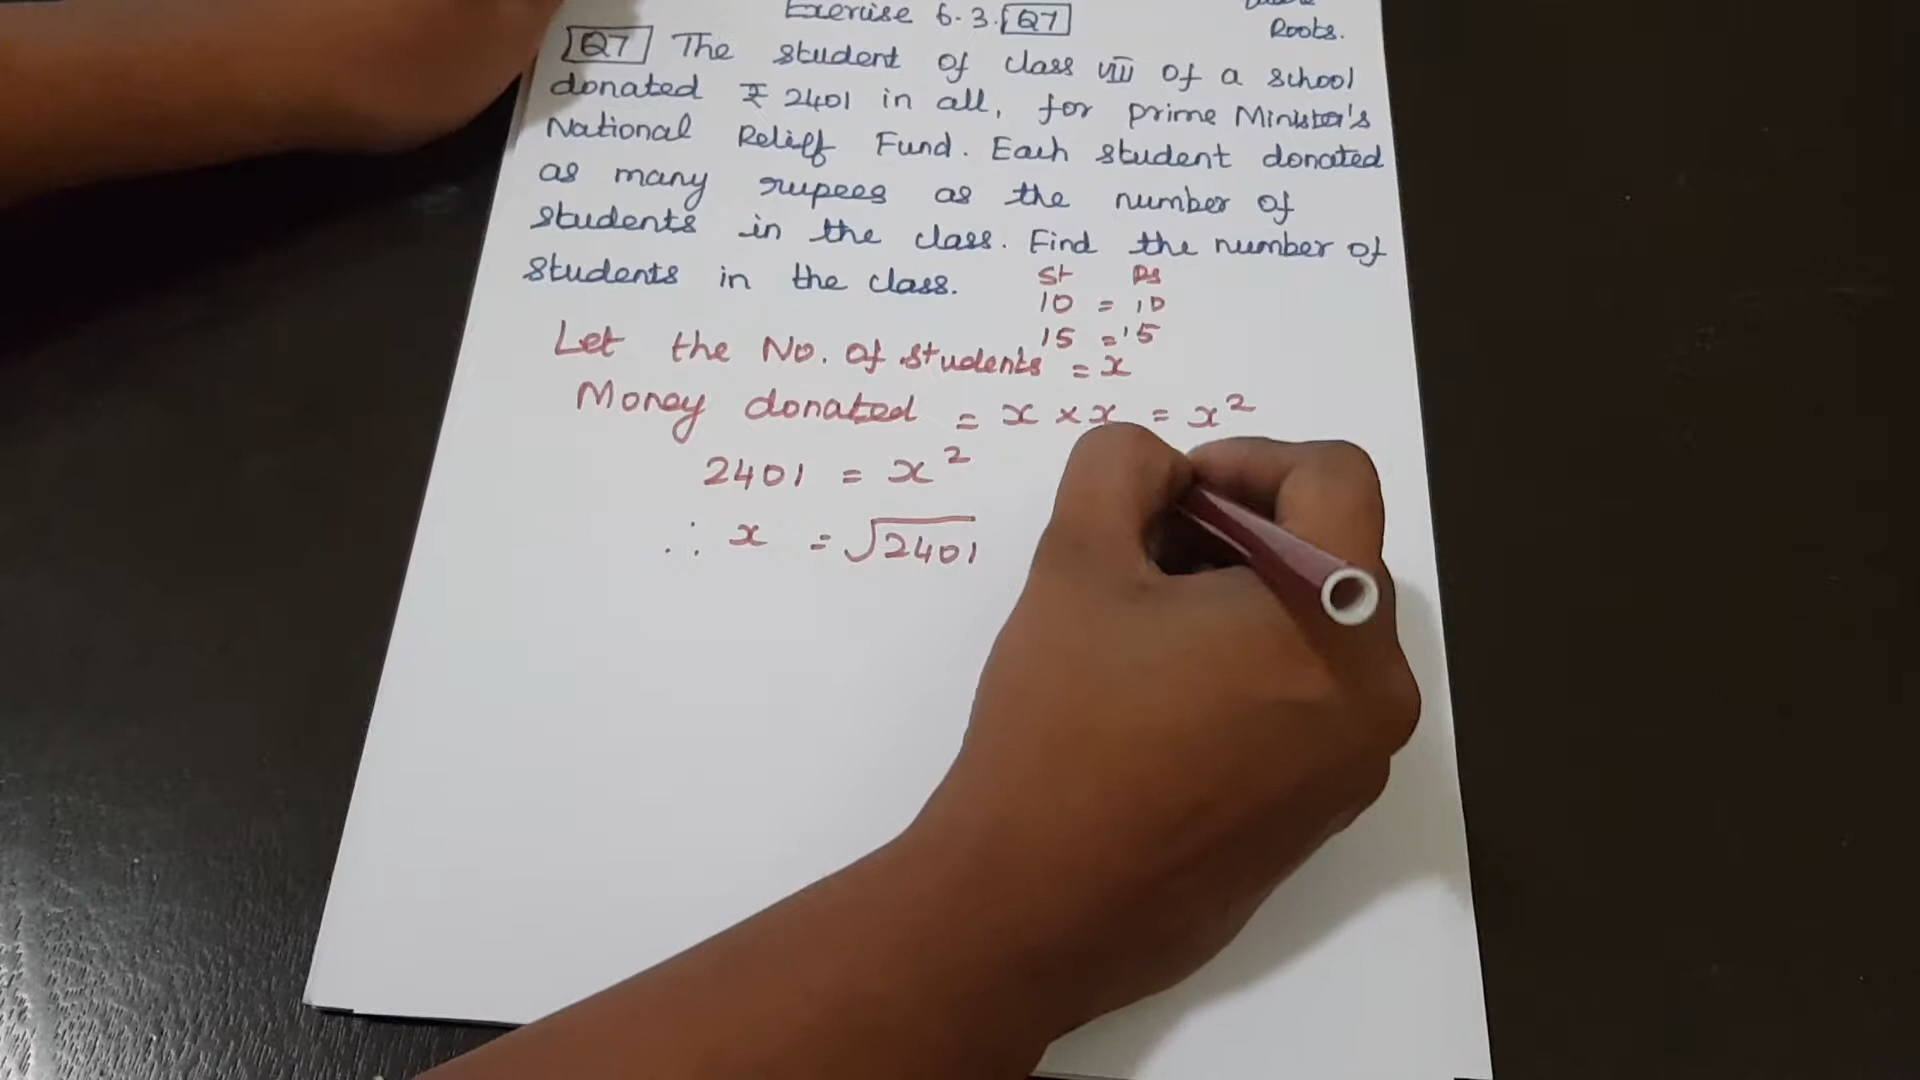 Exercise 6.3. Q7
Roots.
Q7 The student of class VIII of a school
donated ₹ 2401 in all, for prime Minister's
National Relief Fund. Each student donated
as many rupees as the number of
students in the class. Find the number of
students in the class.
St Rs
10 = 10
15 = 15
Let the No. of students = x
Money donated = x × x = x²
2401 = x²
∴ x = √2401